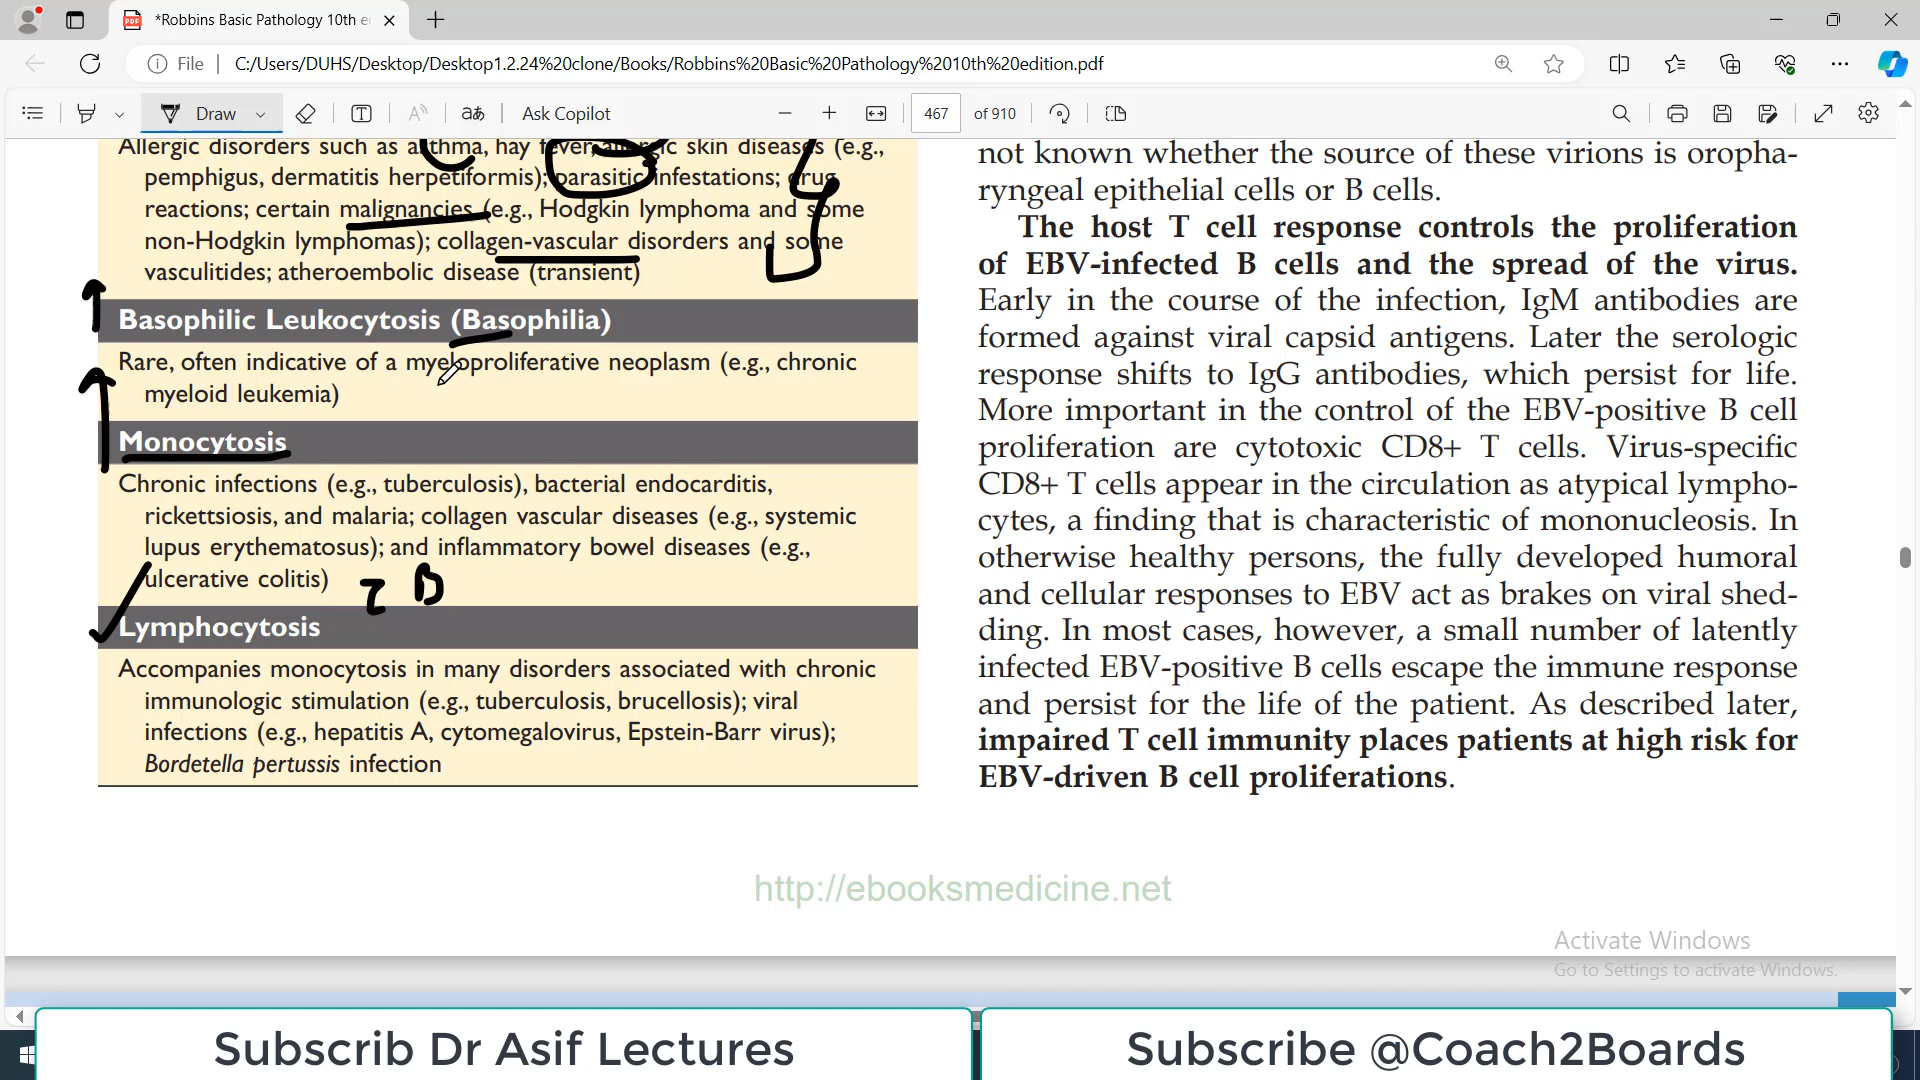 *Robbins Basic Pathology 10th e
File
C:/Users/DUHS/Desktop/Desktop1.2.24%20clone/Books/Robbins%20Basic%20Pathology%2010th%20edition.pdf
Draw
Ask Copilot
467 of 910
Allergic disorders such as asthma, hay fever, allergic skin diseases (e.g.,
pemphigus, dermatitis herpetiformis); parasitic infestations; drug
reactions; certain malignancies (e.g., Hodgkin lymphoma and some
non-Hodgkin lymphomas); collagen-vascular disorders and some
vasculitides; atheroembolic disease (transient)
Basophilic Leukocytosis (Basophilia)
Rare, often indicative of a myeloproliferative neoplasm (e.g., chronic
myeloid leukemia)
Monocytosis
Chronic infections (e.g., tuberculosis), bacterial endocarditis,
rickettsiosis, and malaria; collagen vascular diseases (e.g., systemic
lupus erythematosus); and inflammatory bowel diseases (e.g.,
ulcerative colitis)
B
Lymphocytosis
Accompanies monocytosis in many disorders associated with chronic
immunologic stimulation (e.g., tuberculosis, brucellosis); viral
infections (e.g., hepatitis A, cytomegalovirus, Epstein-Barr virus);
Bordetella pertussis infection
not known whether the source of these virions is oropha-
ryngeal epithelial cells or B cells.
The host T cell response controls the proliferation
of EBV-infected B cells and the spread of the virus.
Early in the course of the infection, IgM antibodies are
formed against viral capsid antigens. Later the serologic
response shifts to IgG antibodies, which persist for life.
More important in the control of the EBV-positive B cell
proliferation are cytotoxic CD8+ T cells. Virus-specific
CD8+ T cells appear in the circulation as atypical lympho-
cytes, a finding that is characteristic of mononucleosis. In
otherwise healthy persons, the fully developed humoral
and cellular responses to EBV act as brakes on viral shed-
ding. In most cases, however, a small number of latently
infected EBV-positive B cells escape the immune response
and persist for the life of the patient. As described later,
impaired T cell immunity places patients at high risk for
EBV-driven B cell proliferations.
http://ebooksmedicine.net
Activate Windows
Go to Settings to activate Windows.
Subscrib Dr Asif Lectures
Subscribe @Coach2Boards